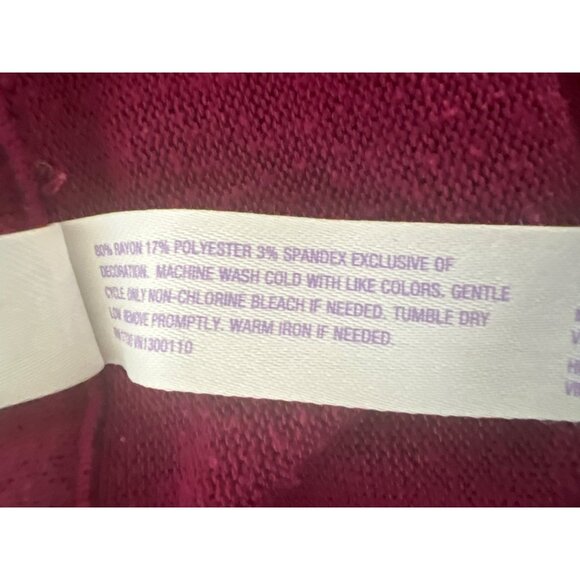 80% RAYON 17% POLYESTER 3% SPANDEX EXCLUSIVE OF
DECORATION. MACHINE WASH COLD WITH LIKE COLORS. GENTLE
CYCLE ONLY NON-CHLORINE BLEACH IF NEEDED. TUMBLE DRY
LOW REMOVE PROMPTLY. WARM IRON IF NEEDED.